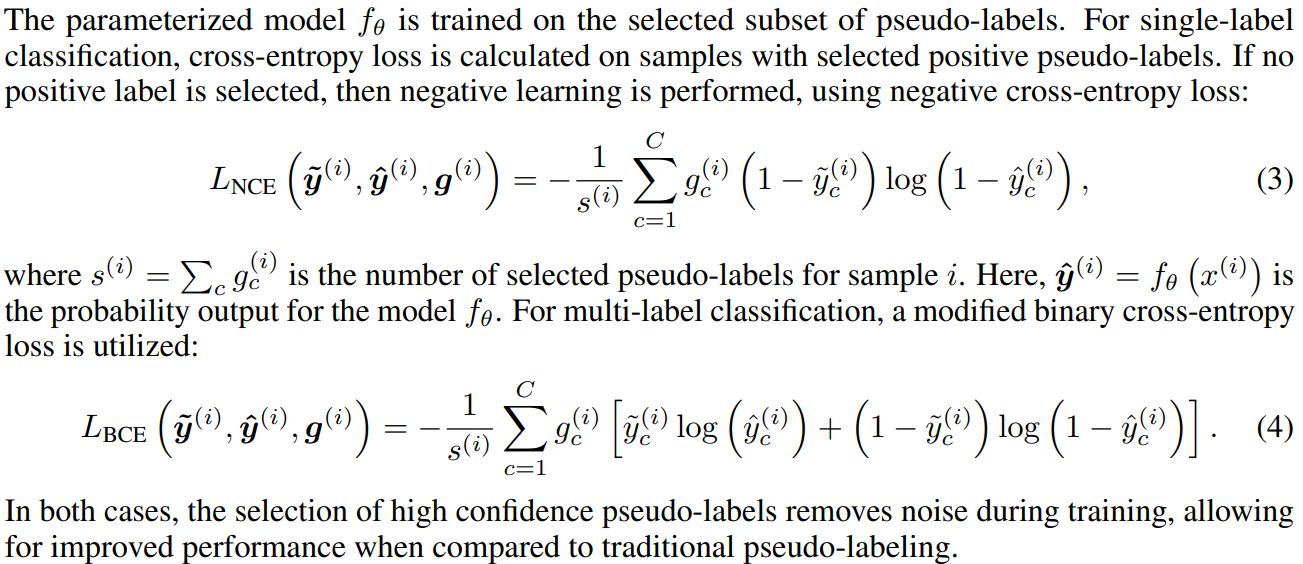 The parameterized model $f_\theta$ is trained on the selected subset of pseudo-labels. For single-label
classification, cross-entropy loss is calculated on samples with selected positive pseudo-labels. If no
positive label is selected, then negative learning is performed, using negative cross-entropy loss:
$L_{\text{NCE}}\left(\tilde{\boldsymbol{y}}^{(i)}, \hat{\boldsymbol{y}}^{(i)}, \boldsymbol{g}^{(i)}\right) = -\frac{1}{s^{(i)}} \sum_{c=1}^{C} g_c^{(i)} \left(1 - \tilde{y}_c^{(i)}\right) \log\left(1 - \hat{y}_c^{(i)}\right),$ (3)
where $s^{(i)} = \sum_c g_c^{(i)}$ is the number of selected pseudo-labels for sample $i$. Here, $\hat{\boldsymbol{y}}^{(i)} = f_\theta\left(x^{(i)}\right)$ is
the probability output for the model $f_\theta$. For multi-label classification, a modified binary cross-entropy
loss is utilized:
$L_{\text{BCE}}\left(\tilde{\boldsymbol{y}}^{(i)}, \hat{\boldsymbol{y}}^{(i)}, \boldsymbol{g}^{(i)}\right) = -\frac{1}{s^{(i)}} \sum_{c=1}^{C} g_c^{(i)} \left[\tilde{y}_c^{(i)} \log\left(\hat{y}_c^{(i)}\right) + \left(1 - \tilde{y}_c^{(i)}\right) \log\left(1 - \hat{y}_c^{(i)}\right)\right].$ (4)
In both cases, the selection of high confidence pseudo-labels removes noise during training, allowing
for improved performance when compared to traditional pseudo-labeling.